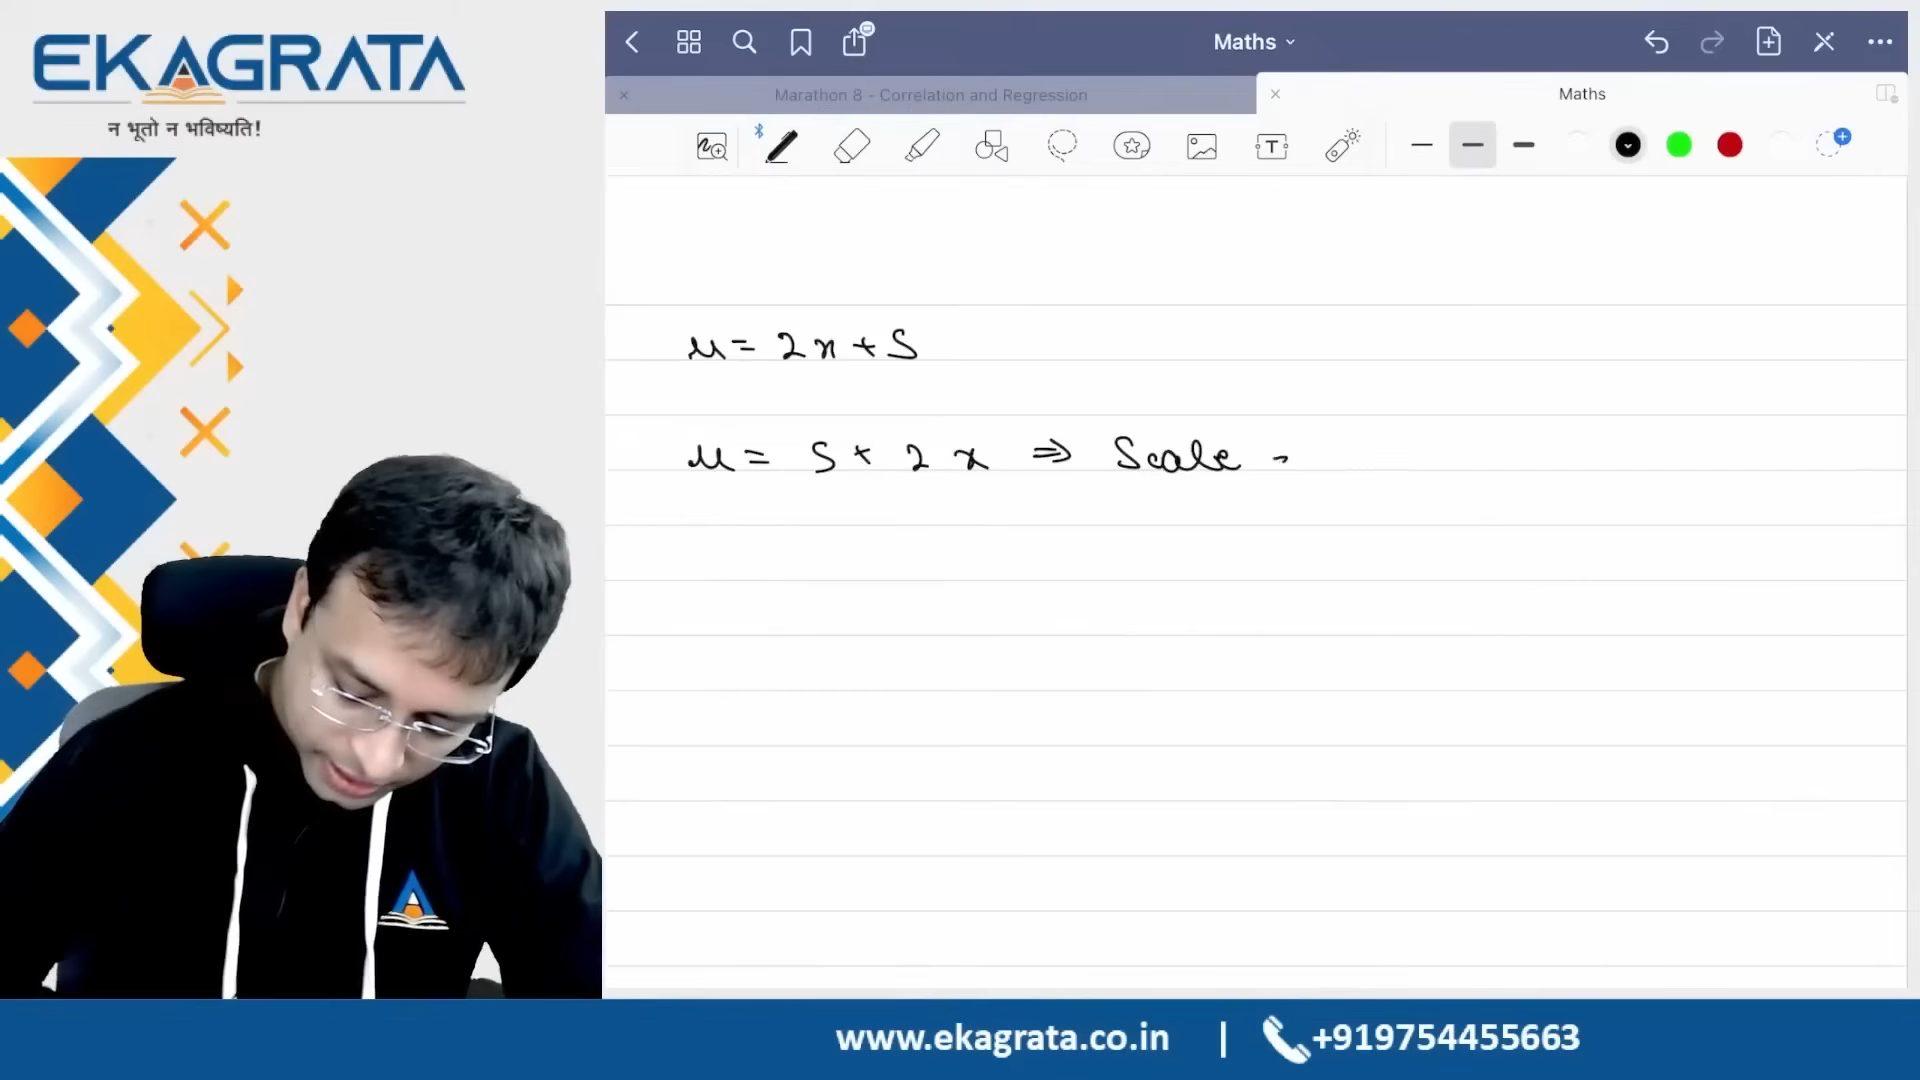 EKAGRATA
न भूतो न भविष्यति!
Maths
Marathon 8 - Correlation and Regression
Maths
T
u = 2x + 5
u = 5 + 2x ⇒ Scale -
www.ekagrata.co.in | +919754455663